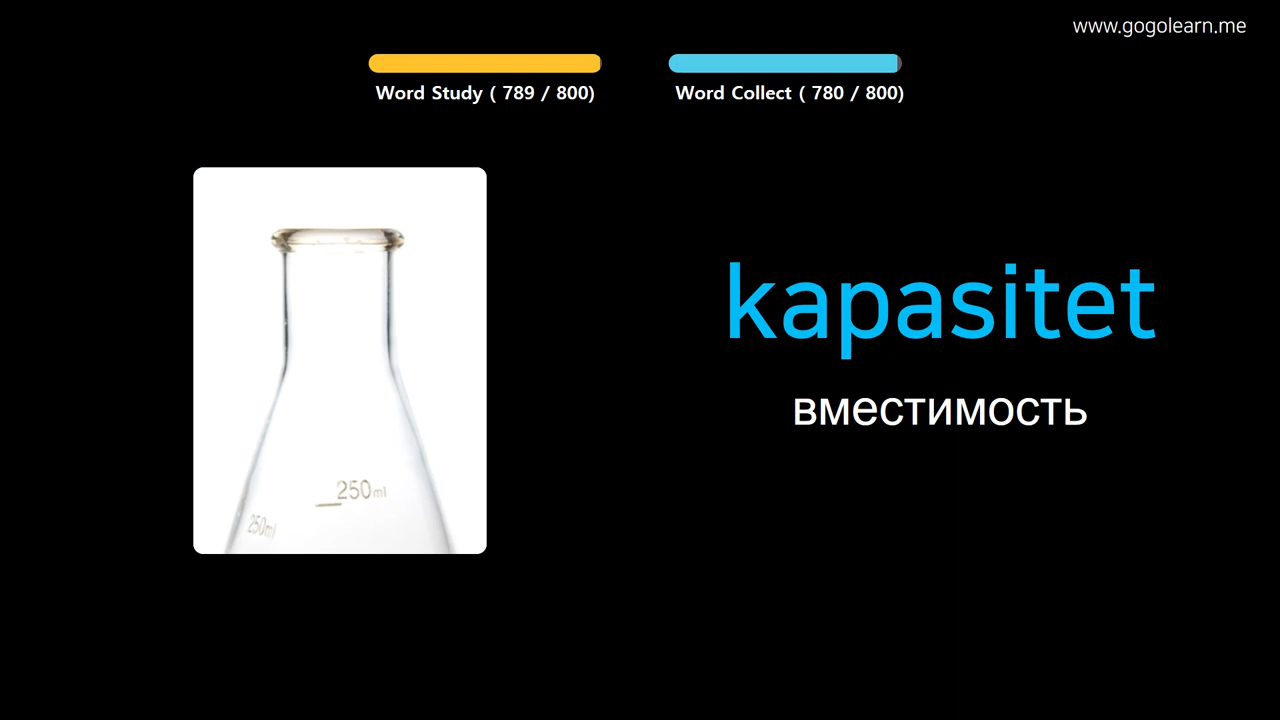 www.gogolearn.me
Word Study ( 789 / 800)
Word Collect ( 780 / 800)
kapasitet
вместимость
250ml
250ml